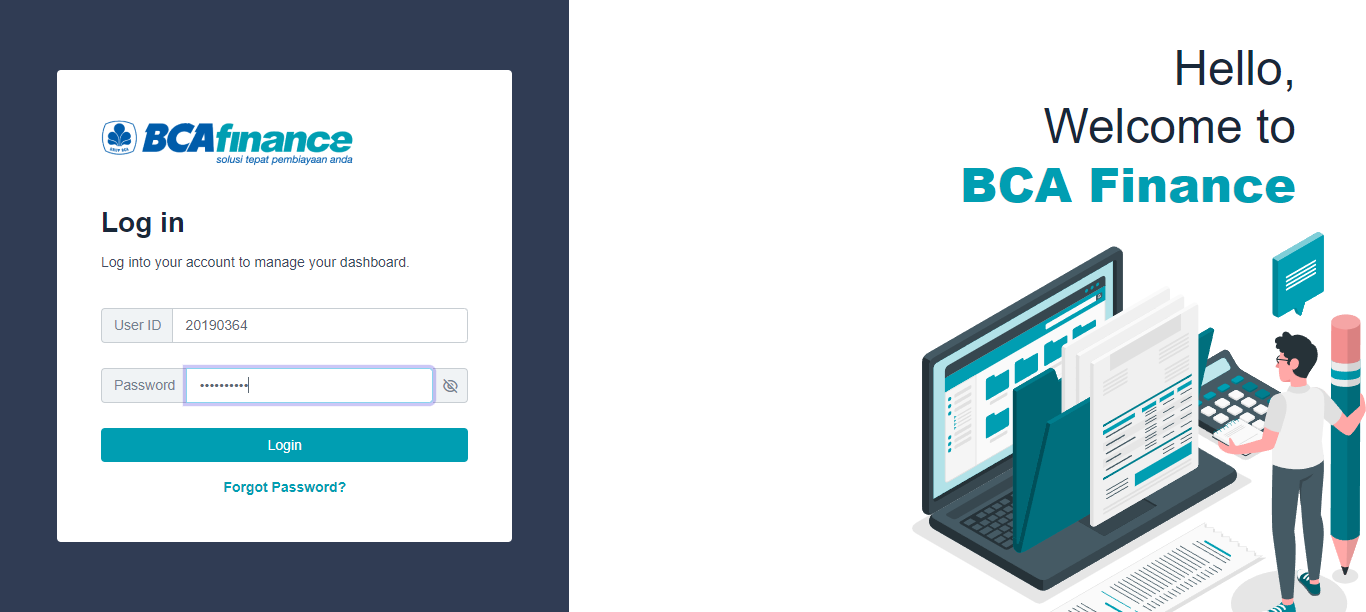 BCAfinance
solusi tepat pembiayaan anda
Log in
Log into your account to manage your dashboard.
User ID 20190364
Password ••••••••••
Login
Forgot Password?
Hello,
Welcome to
BCA Finance